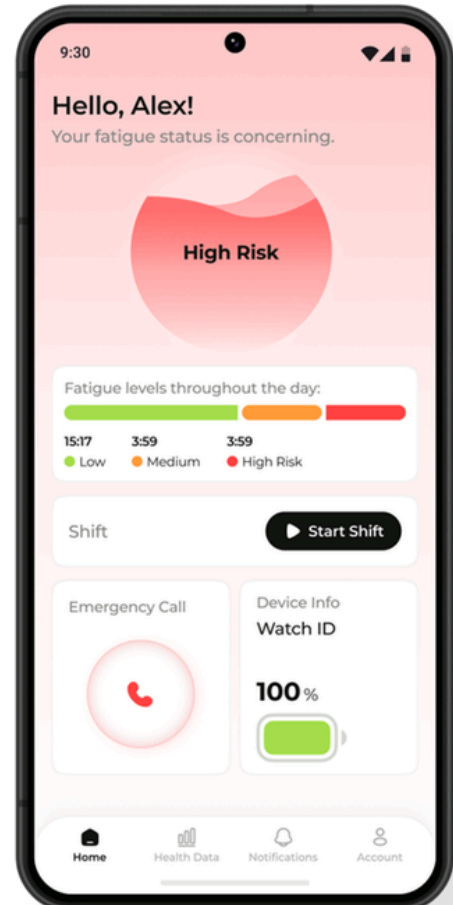 9:30
Hello, Alex!
Your fatigue status is concerning.
High Risk
Fatigue levels throughout the day:
15:17 3:59 3:59
Low Medium High Risk
Shift Start Shift
Emergency Call
Device Info
Watch ID
100 %
Home Health Data Notifications Account